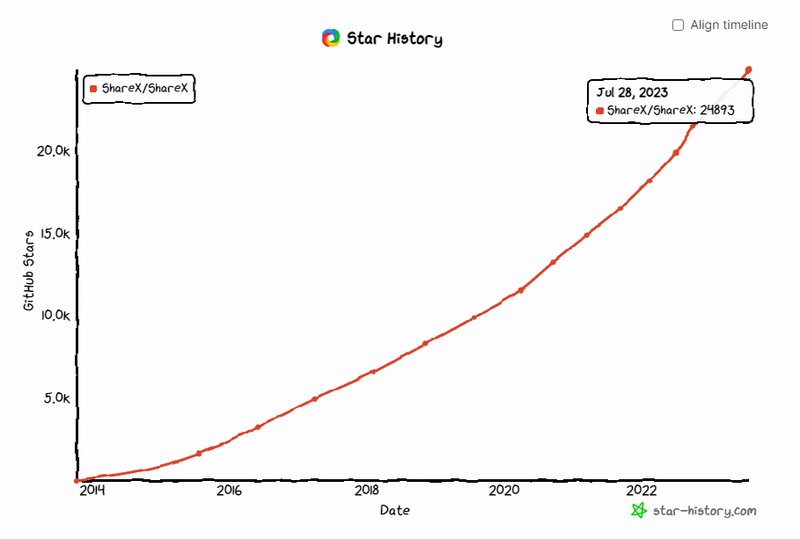 Align timeline
Star History
ShareX/ShareX
Jul 28, 2023
ShareX/ShareX: 24893
20.0k
15.0k
10.0k
5.0k
GitHub Stars
2014
2016
2018
2020
2022
Date
star-history.com